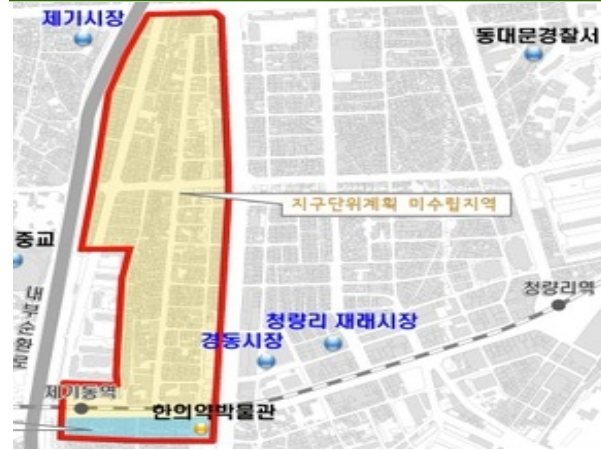 제기시장
동대문경찰서
지구단위계획 미수립지역
중교
내부순환로
청량리역
청량리 재래시장
경동시장
제기동역
한의약박물관